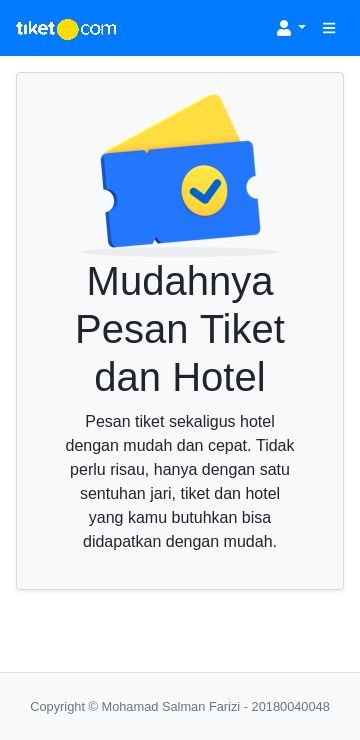 tiket.com
Mudahnya
Pesan Tiket
dan Hotel
Pesan tiket sekaligus hotel
dengan mudah dan cepat. Tidak
perlu risau, hanya dengan satu
sentuhan jari, tiket dan hotel
yang kamu butuhkan bisa
didapatkan dengan mudah.
Copyright © Mohamad Salman Farizi - 20180040048